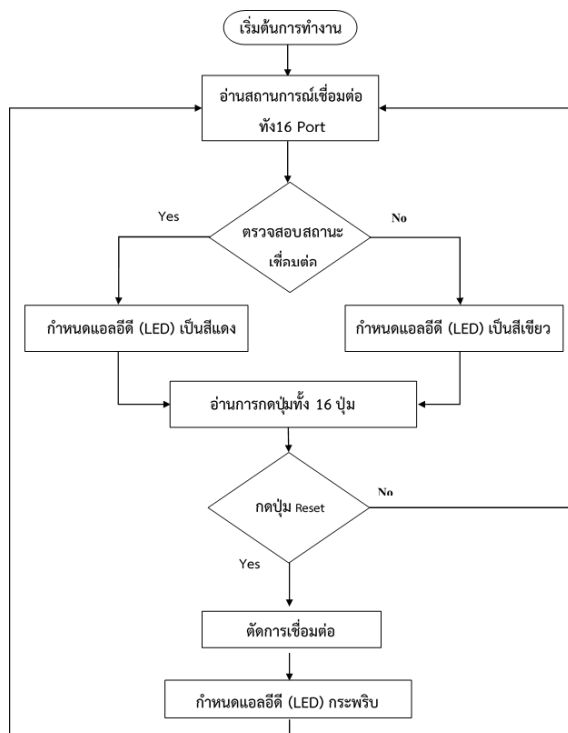 เริ่มต้นการทำงาน
อ่านสถานการณ์เชื่อมต่อ
ทัง16 Port
Yes
No
ตรวจสอบสถานะ
เชื่อมต่อ
กำหนดแอลอีดี (LED) เป็นสีแดง
กำหนดแอลอีดี (LED) เป็นสีเขียว
อ่านการกดปุ่มทั้ง 16 ปุ่ม
No
กดปุ่ม Reset
Yes
ตัดการเชื่อมต่อ
กำหนดแอลอีดี (LED) กระพริบ